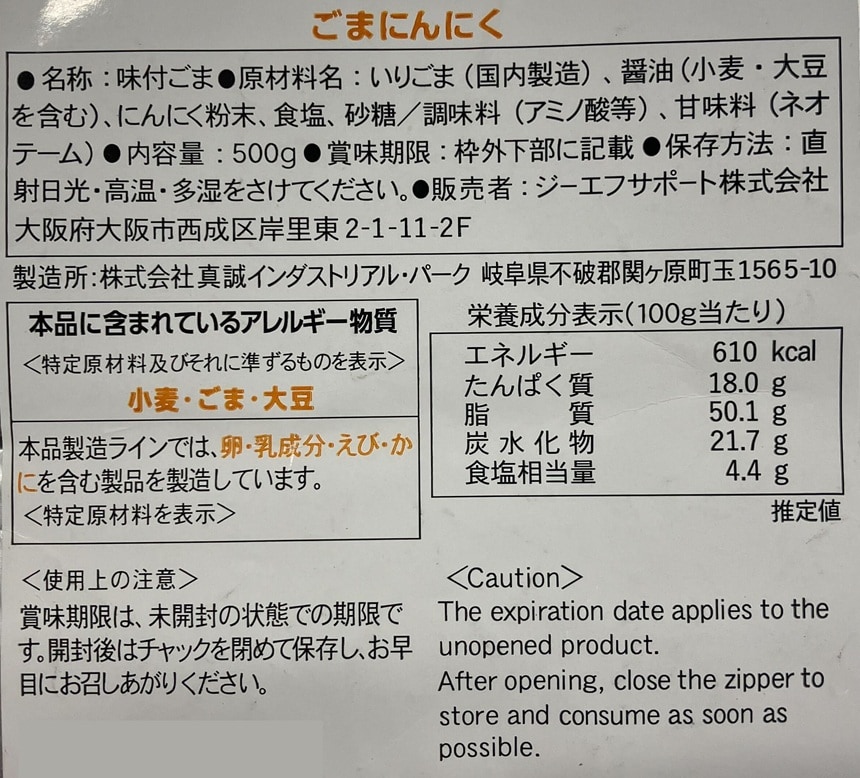 ごまにんにく
●名称：味付ごま●原材料名：いりごま（国内製造）、醤油（小麦・大豆
を含む）、にんにく粉末、食塩、砂糖／調味料（アミノ酸等）、甘味料（ネオ
テーム）●内容量：500g●賞味期限：枠外下部に記載●保存方法：直
射日光・高温・多湿をさけてください。●販売者：ジーエフサポート株式会社
大阪府大阪市西成区岸里東2-1-11-2F
製造所：株式会社真誠インダストリアル・パーク 岐阜県不破郡関ヶ原町玉1565-10
本品に含まれているアレルギー物質
＜特定原材料及びそれに準ずるものを表示＞
小麦・ごま・大豆
本品製造ラインでは、卵・乳成分・えび・か
にを含む製品を製造しています。
＜特定原材料を表示＞
栄養成分表示（100g当たり）
エネルギー 610 kcal
たんぱく質 18.0 g
脂質 50.1 g
炭水化物 21.7 g
食塩相当量 4.4 g
推定値
＜使用上の注意＞
賞味期限は、未開封の状態での期限で
す。開封後はチャックを閉めて保存し、お早
目にお召しあがりください。
＜Caution＞
The expiration date applies to the
unopened product.
After opening, close the zipper to
store and consume as soon as
possible.